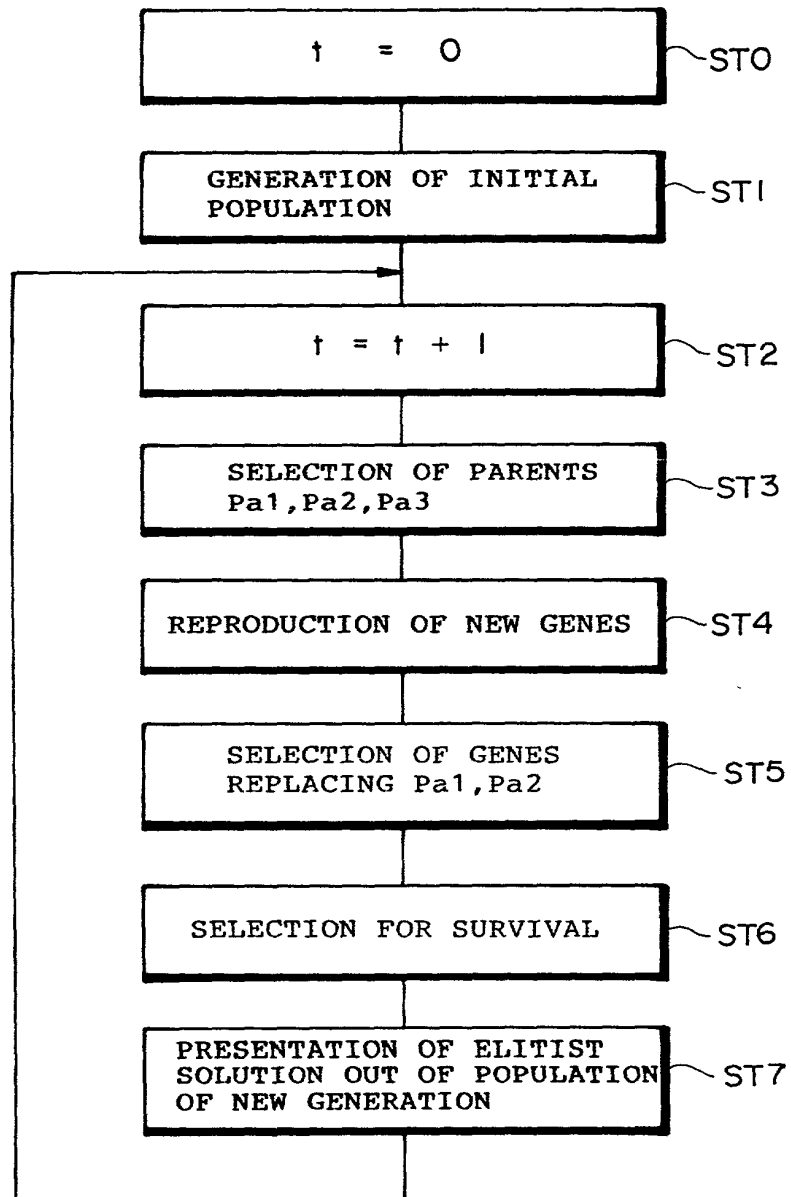 t = 0
ST0
GENERATION OF INITIAL
POPULATION
ST1
t = t + 1
ST2
SELECTION OF PARENTS
Pa1,Pa2,Pa3
ST3
REPRODUCTION OF NEW GENES
ST4
SELECTION OF GENES
REPLACING Pa1,Pa2
ST5
SELECTION FOR SURVIVAL
ST6
PRESENTATION OF ELITIST
SOLUTION OUT OF POPULATION
OF NEW GENERATION
ST7